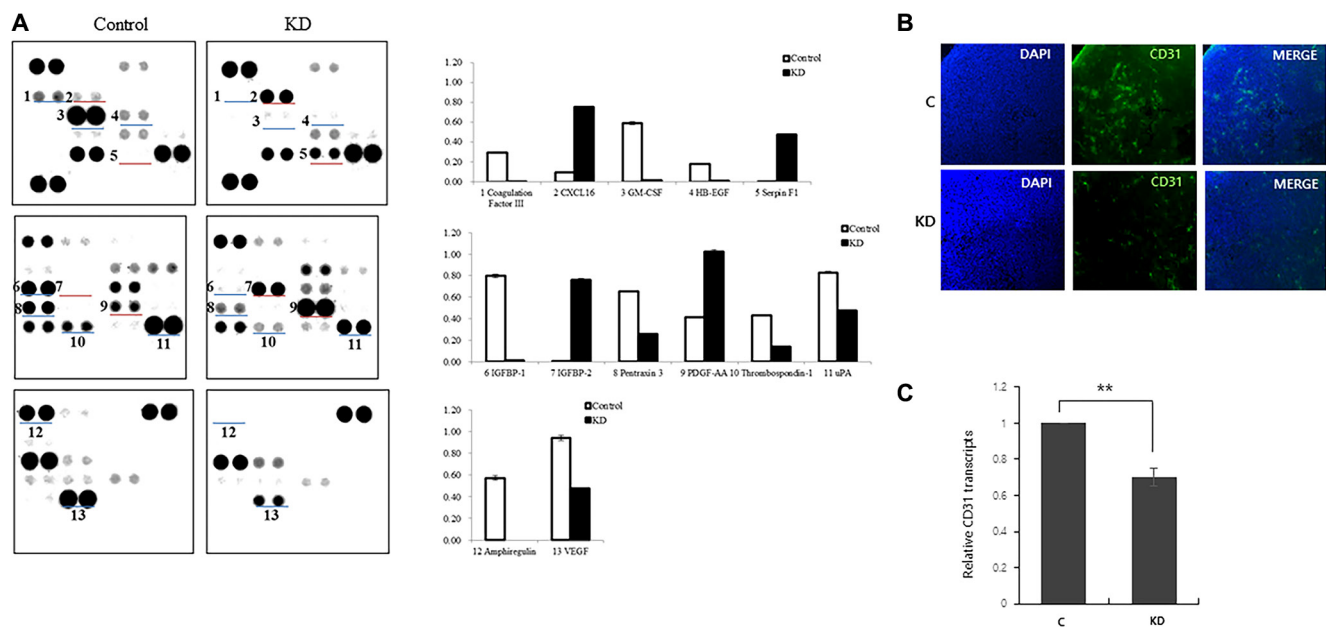 A
Control
KD
1
2
3
4
5
1
2
3
4
5
6
7
8
9
10
11
6
7
8
9
10
11
12
13
12
13
Control
KD
1.20
1.00
0.80
0.60
0.40
0.20
0.00
1 Coagulation
Factor III
2 CXCL16
3 GM-CSF
4 HB-EGF
5 Serpin F1
Control
KD
1.20
1.00
0.80
0.60
0.40
0.20
0.00
6 IGFBP-1
7 IGFBP-2
8 Pentraxin 3
9 PDGF-AA
10 Thrombospondin-1
11 uPA
Control
KD
1.20
1.00
0.80
0.60
0.40
0.20
0.00
12 Amphiregulin
13 VEGF
B
C
DAPI
CD31
MERGE
KD
DAPI
CD31
MERGE
C
Relative CD31 transcripts
1.2
1
0.8
0.6
0.4
0.2
0
**
C
KD